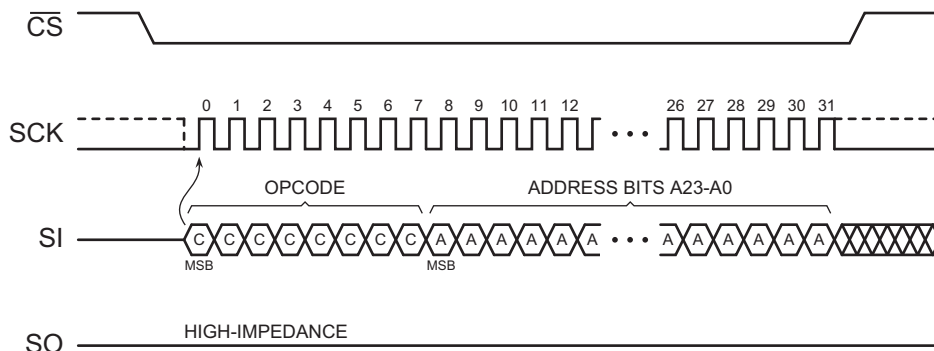 CS
0 1 2 3 4 5 6 7 8 9 10 11 12 26 27 28 29 30 31
SCK
OPCODE ADDRESS BITS A23-A0
SI C C C C C C C C A A A A A A A A A A A A
MSB MSB
HIGH-IMPEDANCE
SO